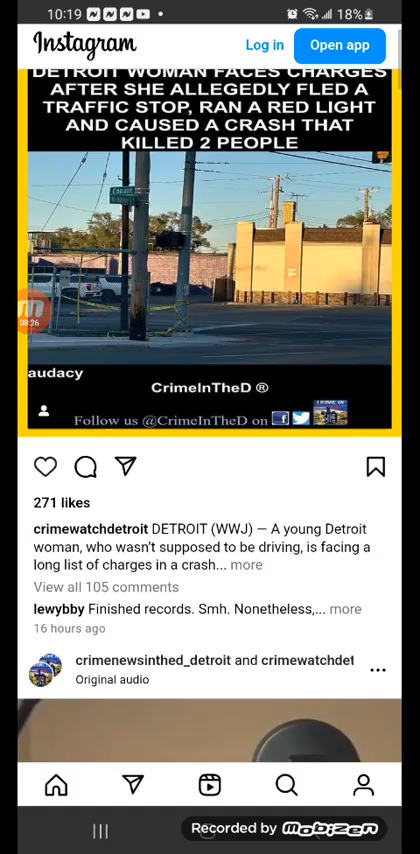 10:19
18%
Instagram
Log in
Open app
DETROIT WOMAN FACES CHARGES
AFTER SHE ALLEGEDLY FLED A
TRAFFIC STOP, RAN A RED LIGHT
AND CAUSED A CRASH THAT
KILLED 2 PEOPLE
Conant
08:26
audacy
CrimeInTheD ®
Follow us @CrimeInTheD on
271 likes
crimewatchdetroit DETROIT (WWJ) — A young Detroit
woman, who wasn't supposed to be driving, is facing a
long list of charges in a crash... more
View all 105 comments
lewybby Finished records. Smh. Nonetheless,... more
16 hours ago
crimenewsinthed_detroit and crimewatchdet
Original audio
Recorded by mobizen